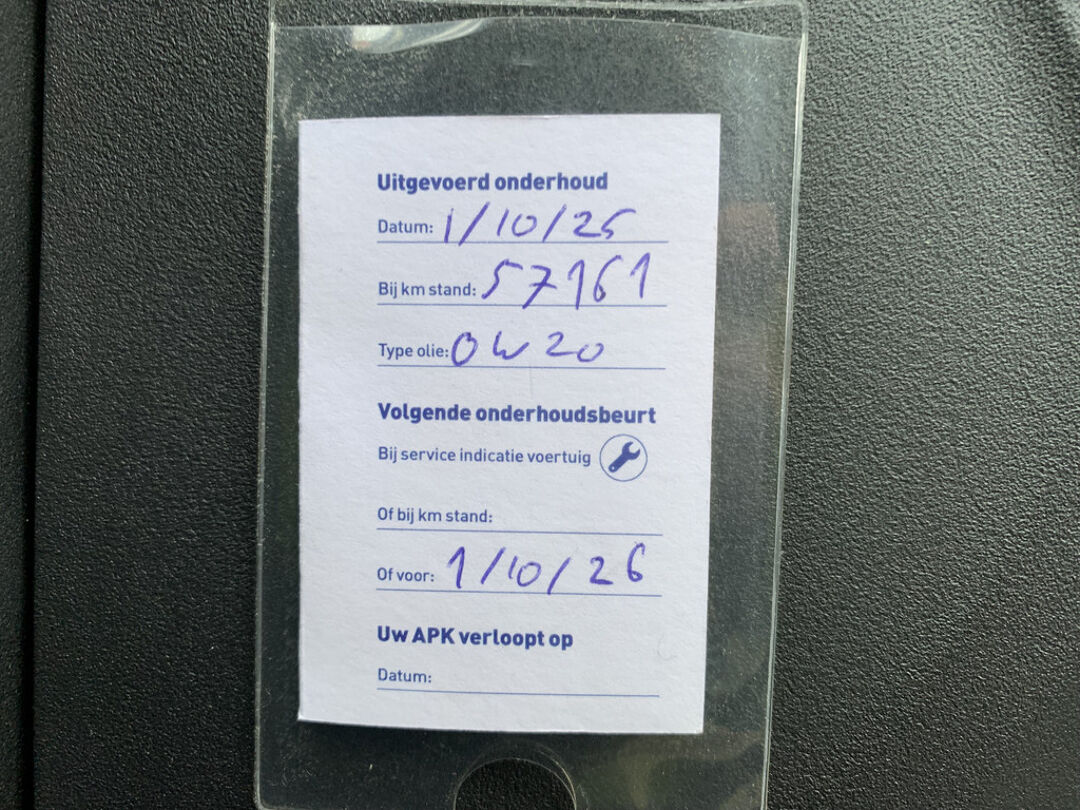 Uitgevoerd onderhoud
Datum: 1/10/25
Bij km stand: 57161
Type olie: 0W20
Volgende onderhoudsbeurt
Bij service indicatie voertuig
Of bij km stand:
Of voor: 1/10/26
Uw APK verloopt op
Datum: